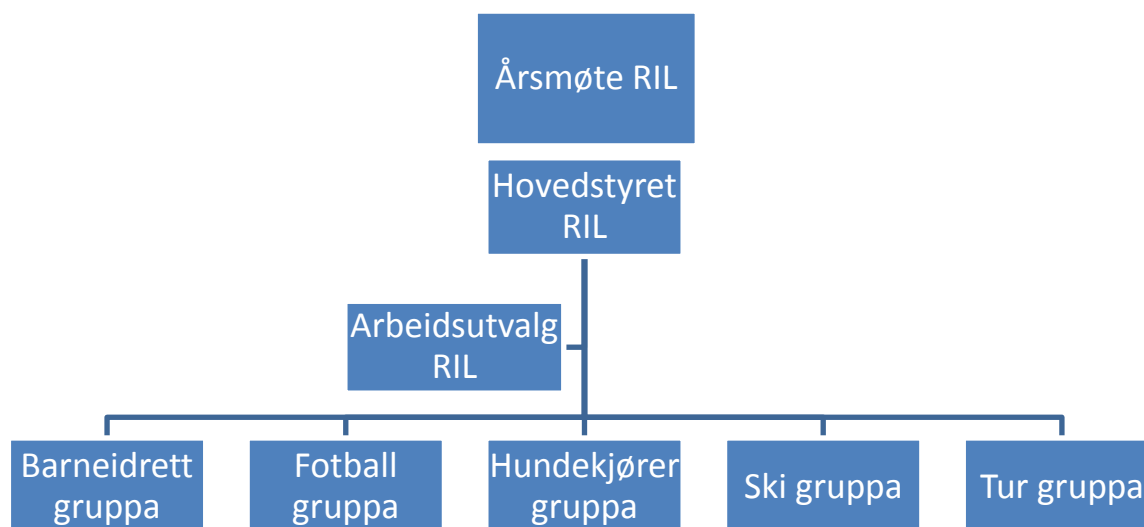 Årsmøte RIL
Hovedstyret
RIL
Arbeidsutvalg
RIL
Barneidrett
gruppa
Fotball
gruppa
Hundekjører
gruppa
Ski gruppa
Tur gruppa